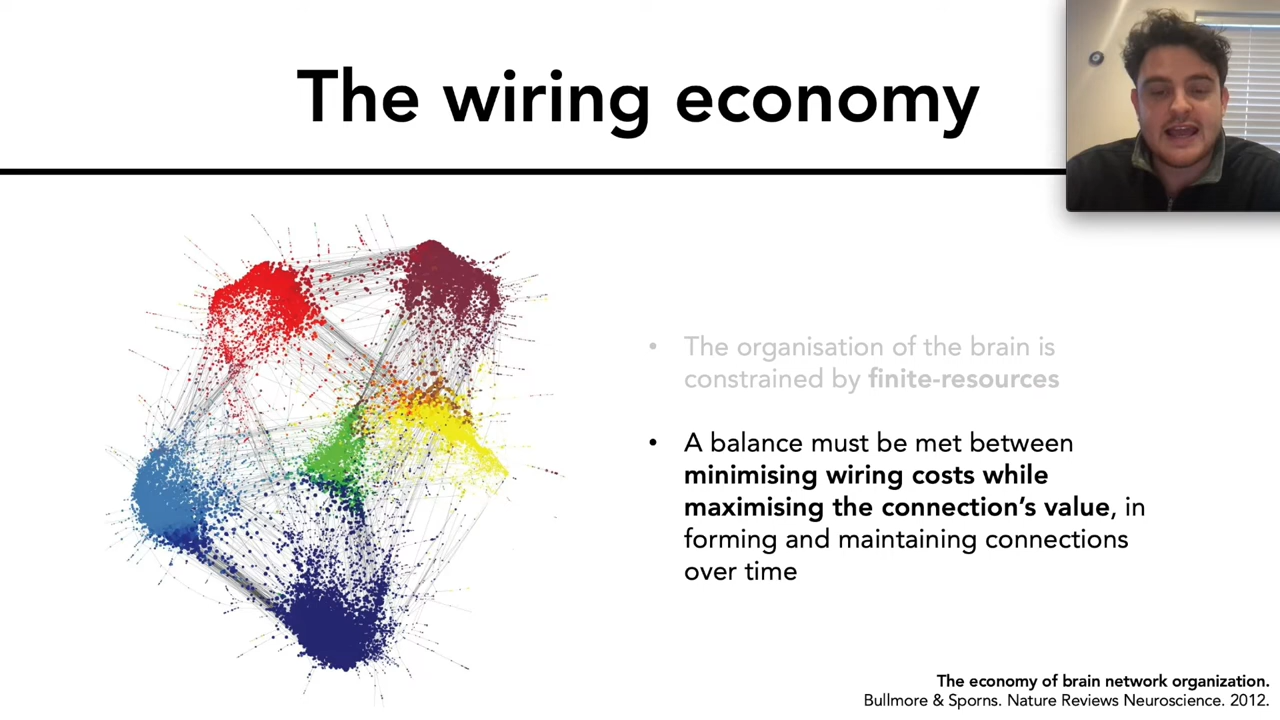 The wiring economy
• The organisation of the brain is
constrained by finite-resources
• A balance must be met between
minimising wiring costs while
maximising the connection's value, in
forming and maintaining connections
over time
The economy of brain network organization.
Bullmore & Sporns. Nature Reviews Neuroscience. 2012.